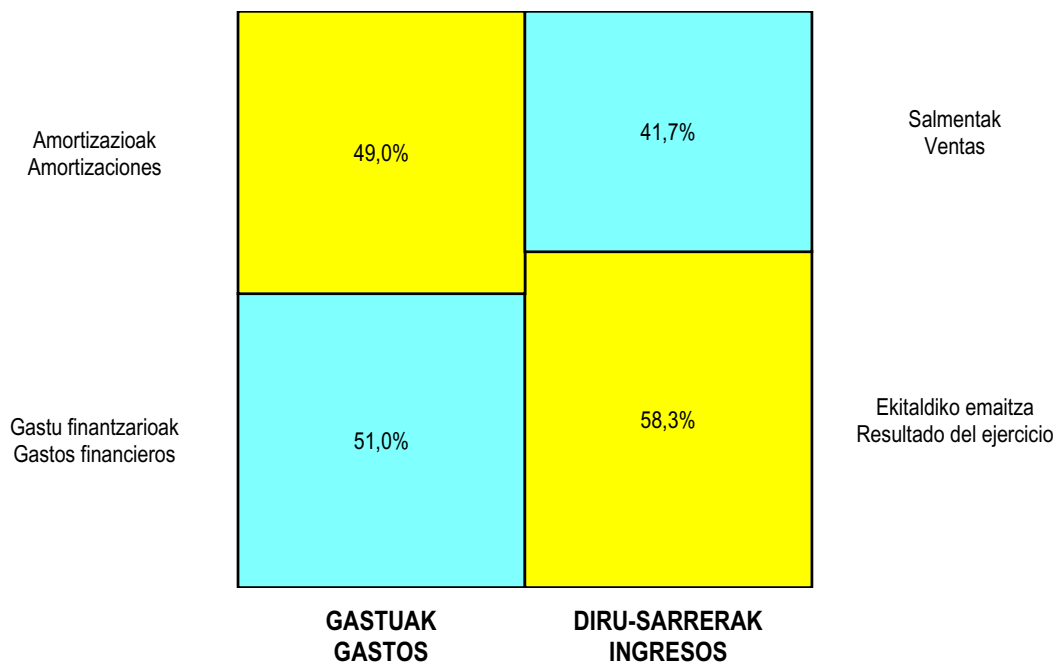 Amortizazioak
Amortizaciones
49,0%
41,7%
Salmentak
Ventas
Gastu finantzarioak
Gastos financieros
51,0%
58,3%
Ekitaldiko emaitza
Resultado del ejercicio
GASTUAK
GASTOS
DIRU-SARRERAK
INGRESOS